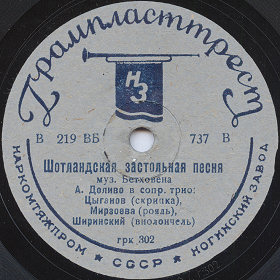 Грампласттрест
НЗ
В 219 ВБ 737 В
Шотландская застольная песня
муз. Бетховена
А. Доливо в сопр. трио:
Цыганов (скрипка),
Мирзоева (рояль),
Ширинский (виолончель)
грк 302
НАРКОМТЯЖПРОМ ★ СССР ★ НОГИНСКИЙ ЗАВОД